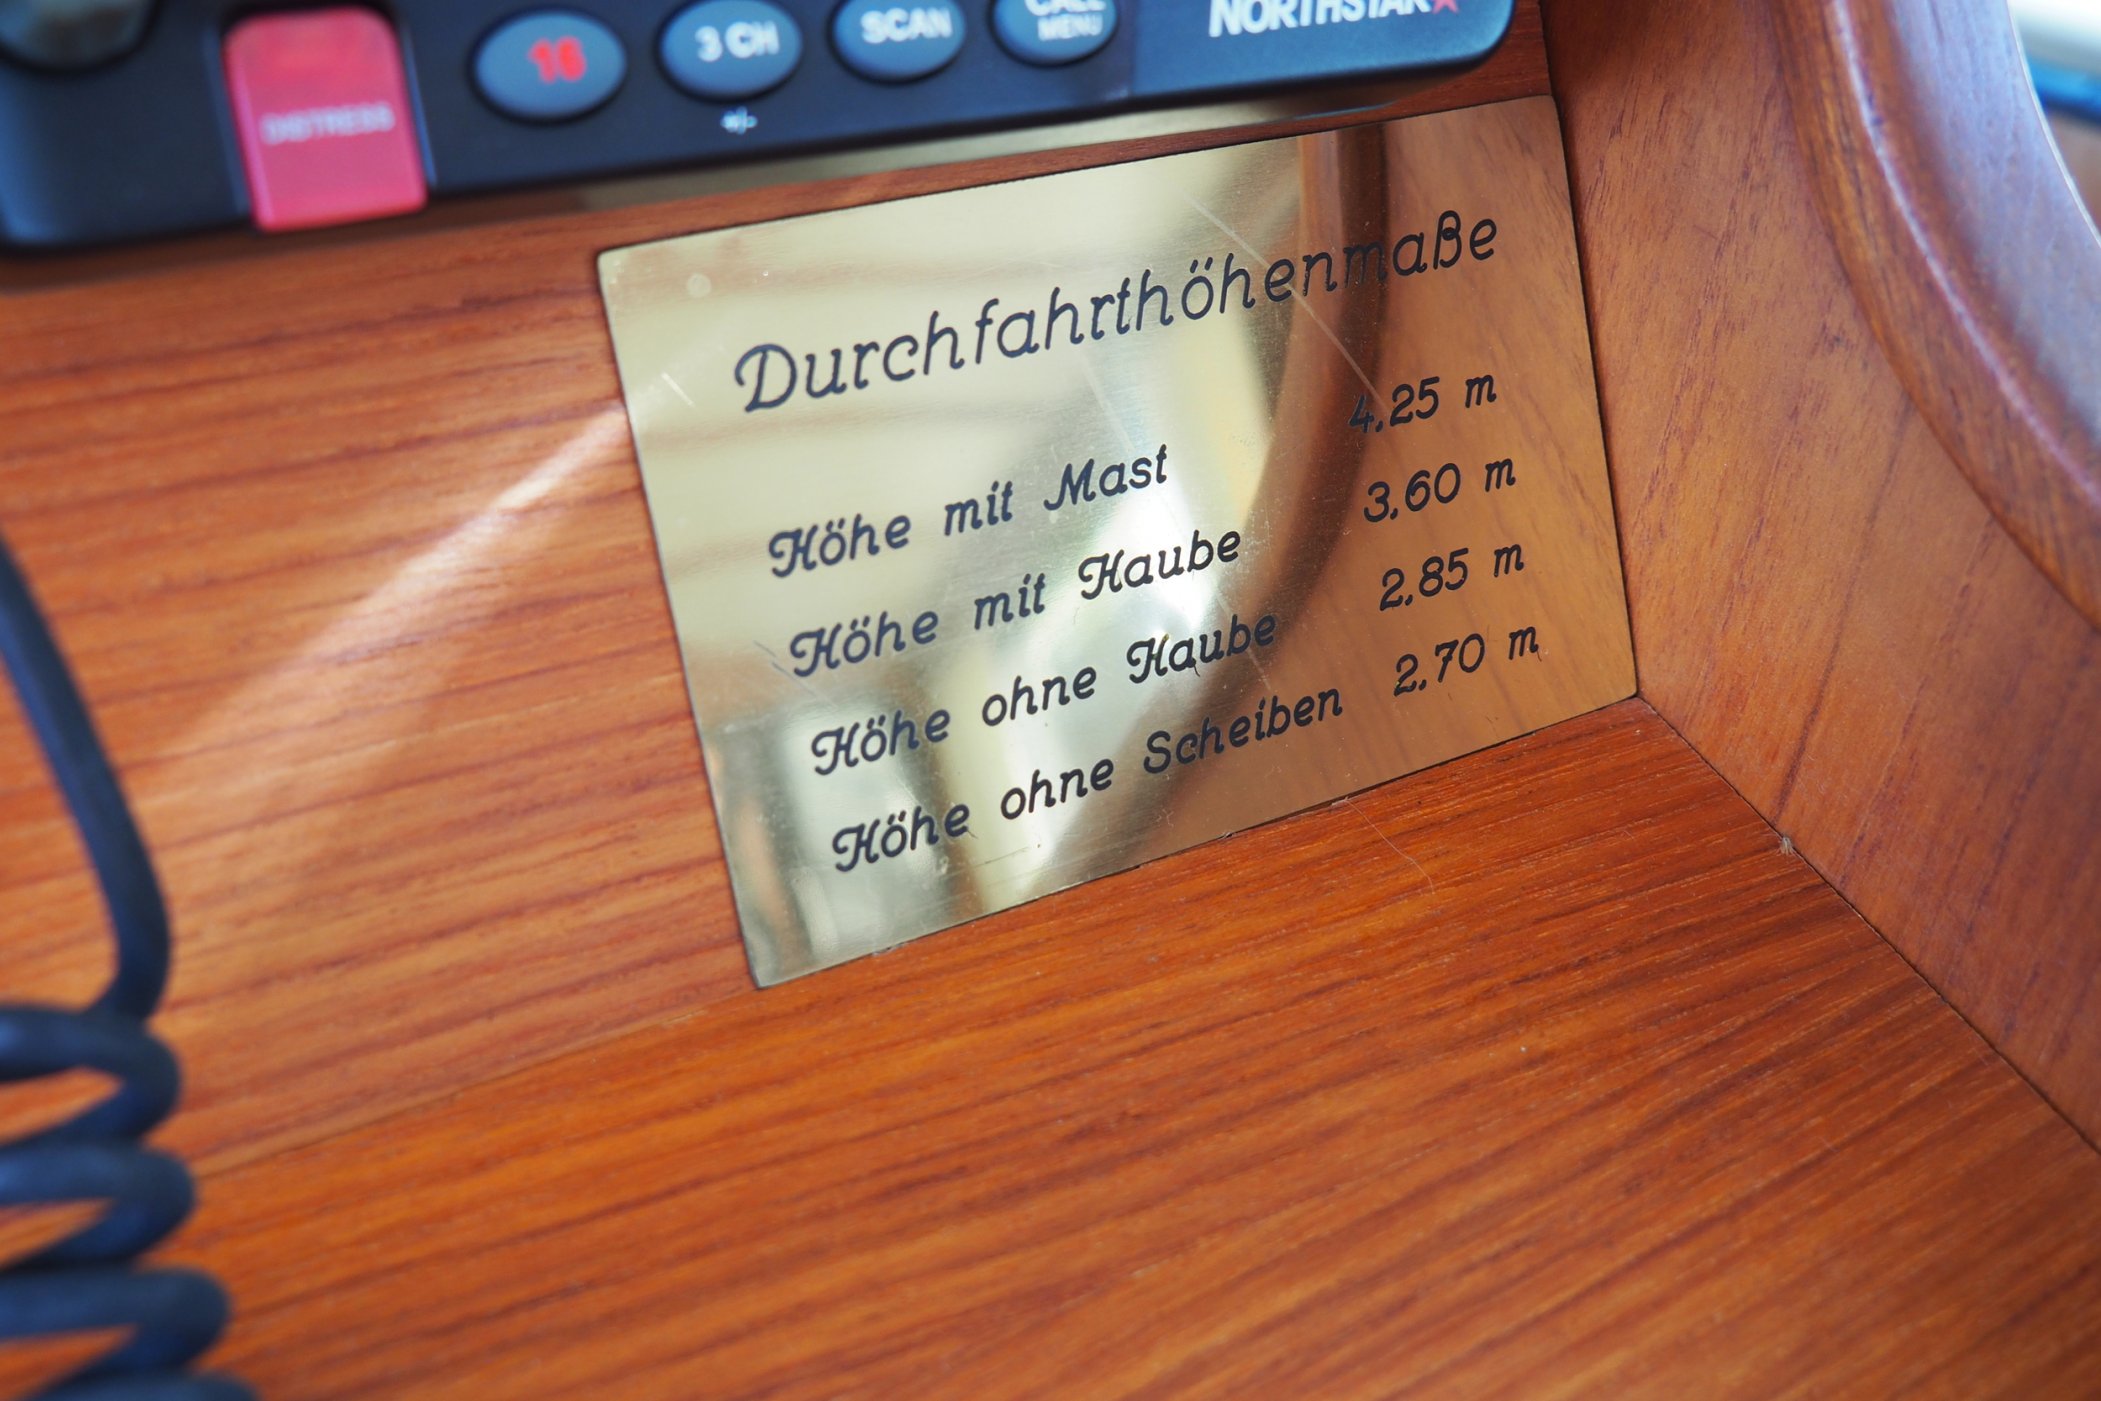 DISTRESS
16
3 CH
+/-
SCAN
CALL
MENU
NORTHSTAR
Durchfahrthöhenmaße
Höhe mit Mast 4,25 m
Höhe mit Haube 3,60 m
Höhe ohne Haube 2,85 m
Höhe ohne Scheiben 2,70 m